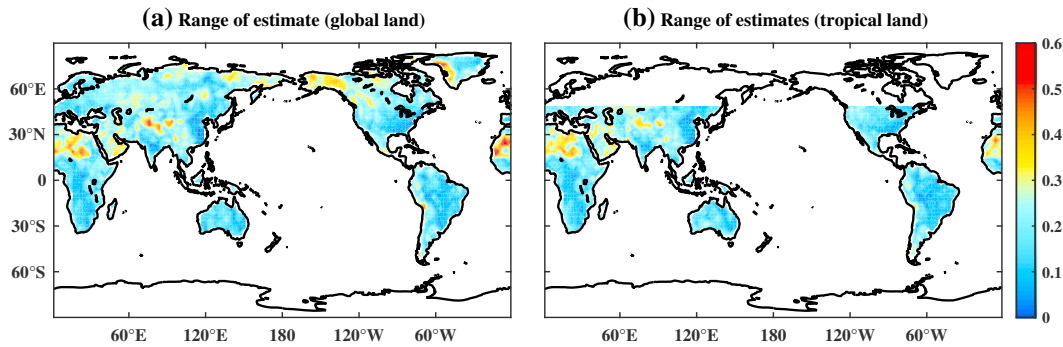 (a) Range of estimate (global land)
(b) Range of estimates (tropical land)
60°N
30°N
0
30°S
60°S
60°E 120°E 180 120°W 60°W
60°E 120°E 180 120°W 60°W
0.6
0.5
0.4
0.3
0.2
0.1
0